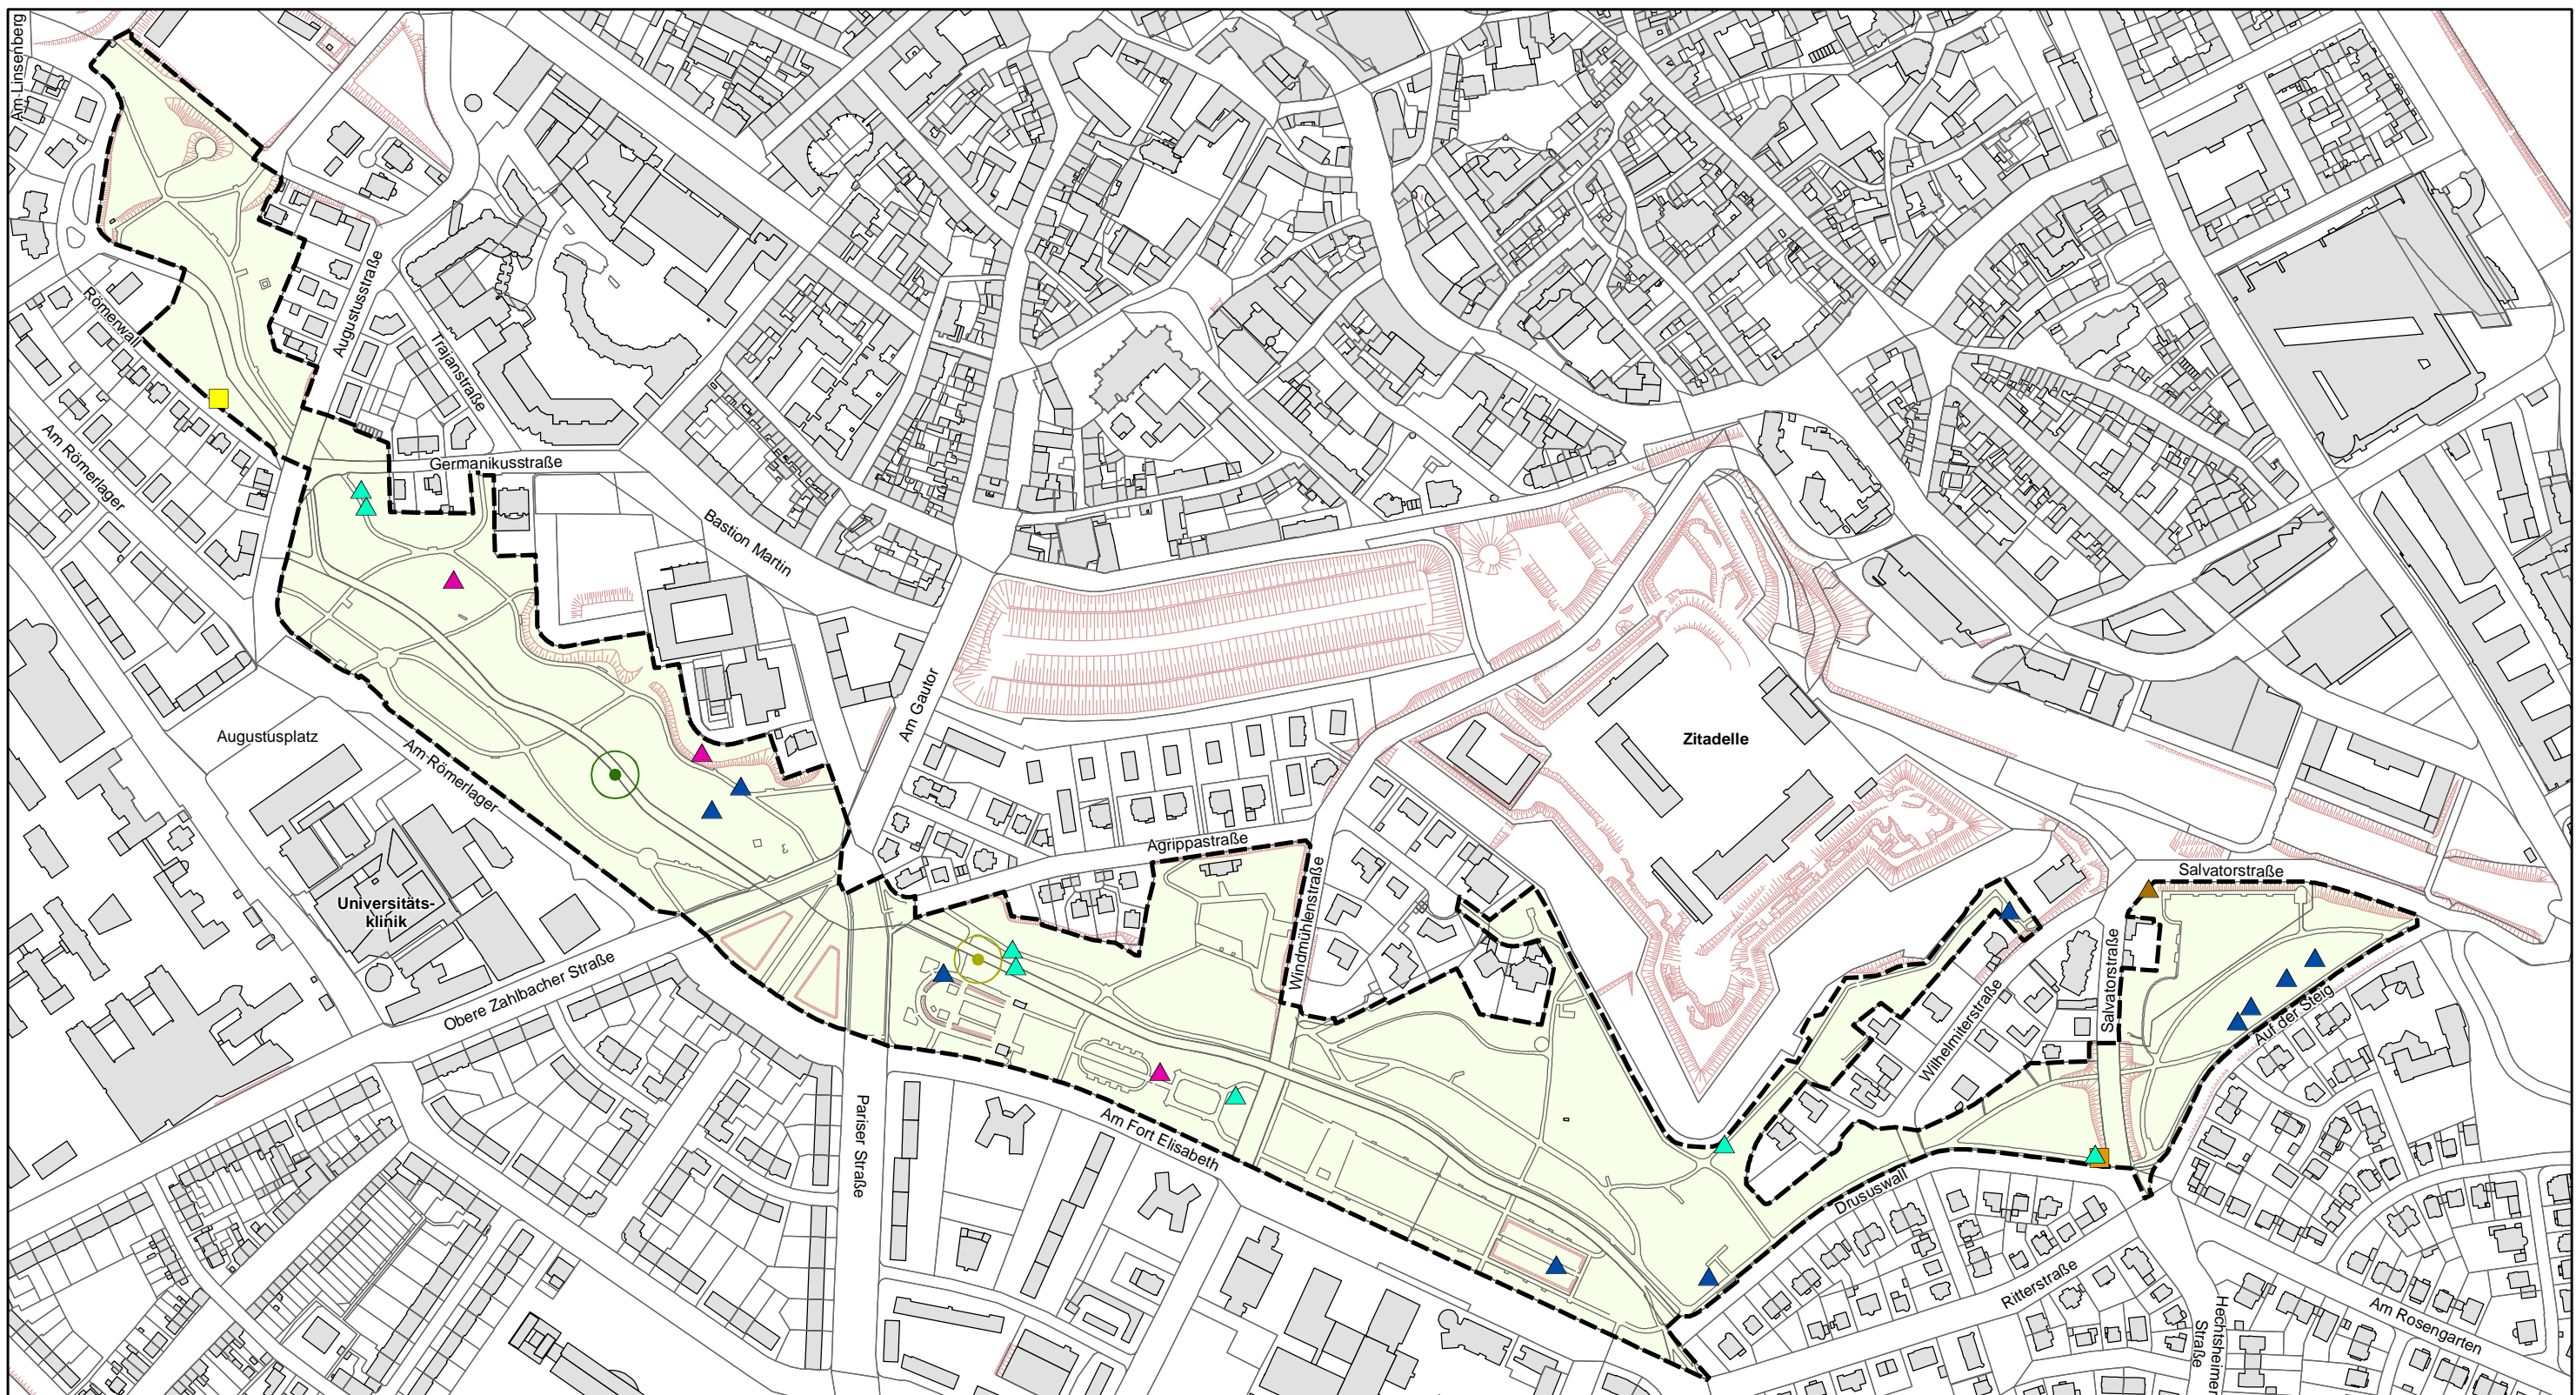 Am-Linsenberg
Römerwall
Augustusstraße
Trajanstraße
Am Römerlager
Germanikusstraße
Bastion Martin
Am Gautor
Augustusplatz
Am Römerlager
Zitadelle
Agrippastraße
Windmühlenstraße
Salvatorstraße
Universitäts-
klinik
Obere Zahlbacher Straße
Salvatorstraße
Wilhelmiterstraße
Auf der Steig
Pariser Straße
Am Fort Elisabeth
Drususwall
Ritterstraße
Hechtsheimer
Straße
Am Rosengarten